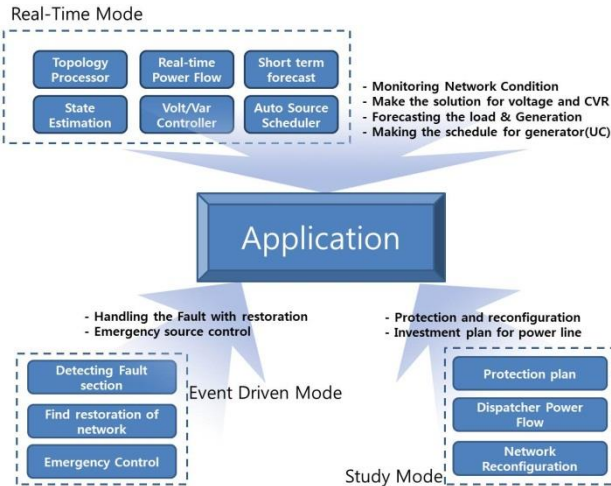 Real-Time Mode
Topology
Processor
Real-time
Power Flow
Short term
forecast
State
Estimation
Volt/Var
Controller
Auto Source
Scheduler
- Monitoring Network Condition
- Make the solution for voltage and CVR
- Forecasting the load & Generation
- Making the schedule for generator(UC)
Application
- Handling the Fault with restoration
- Emergency source control
- Protection and reconfiguration
- Investment plan for power line
Detecting Fault
section
Find restoration of
network
Emergency Control
Event Driven Mode
Protection plan
Dispatcher Power
Flow
Network
Reconfiguration
Study Mode